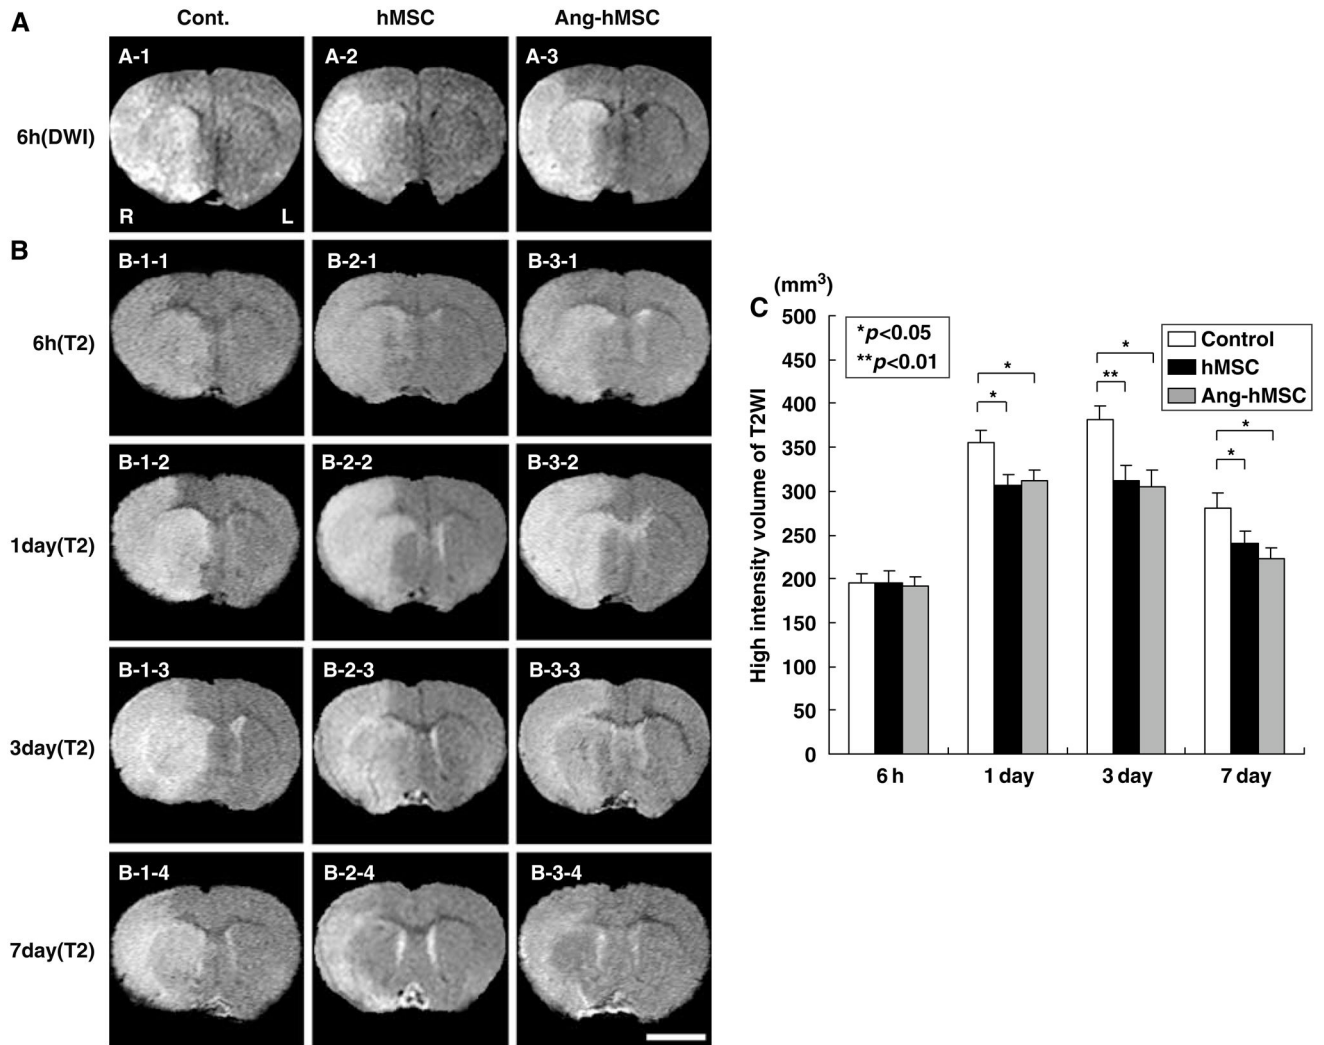 A
Cont.
hMSC
Ang-hMSC
A-1
A-2
A-3
6h(DWI)
R
L
B
B-1-1
B-2-1
B-3-1
6h(T2)
B-1-2
B-2-2
B-3-2
1day(T2)
B-1-3
B-2-3
B-3-3
3day(T2)
B-1-4
B-2-4
B-3-4
7day(T2)
C
(mm³)
High intensity volume of T2WI
500
450
400
350
300
250
200
150
100
50
0
*p<0.05
**p<0.01
Control
hMSC
Ang-hMSC
*
*
*
**
*
*
6 h
1 day
3 day
7 day